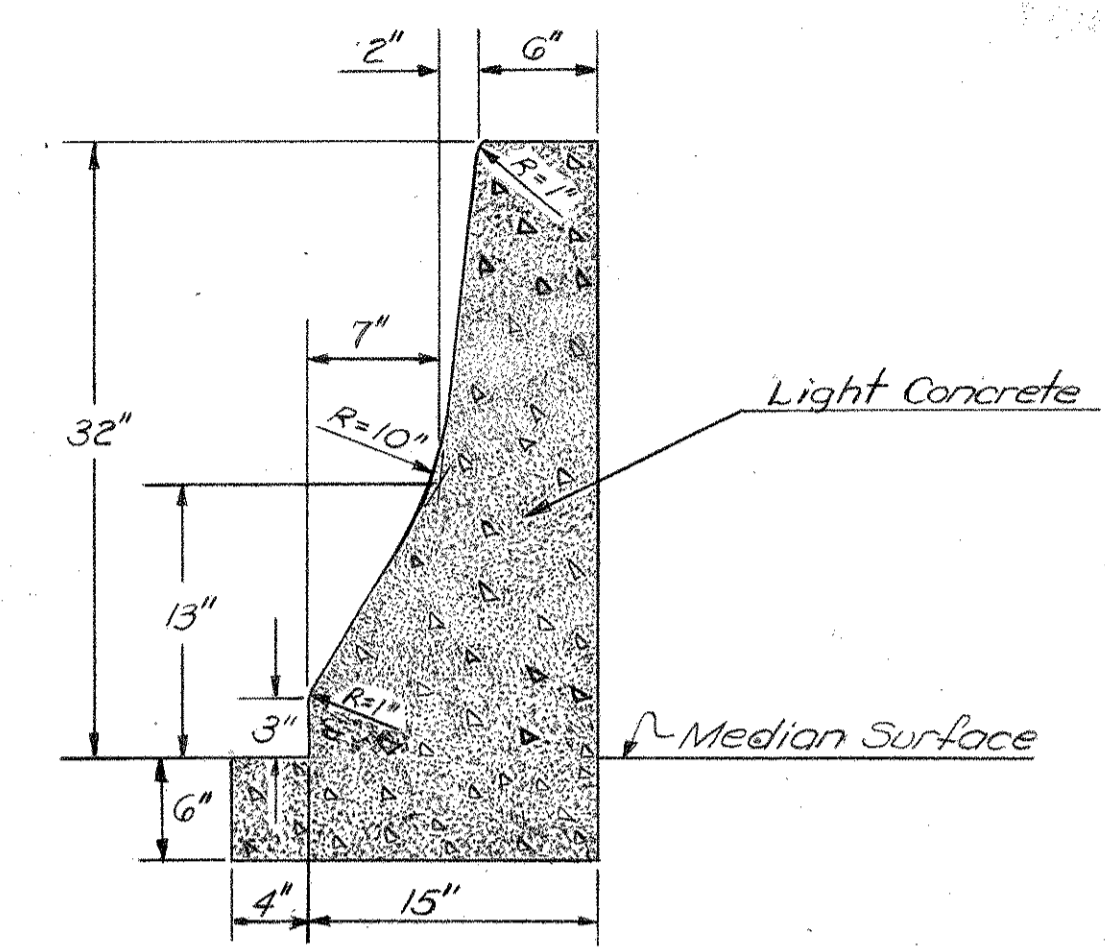 2"
6"
R=1"
7"
Light Concrete
R=10"
32"
13"
R=1"
3"
Median Surface
6"
4"
15"